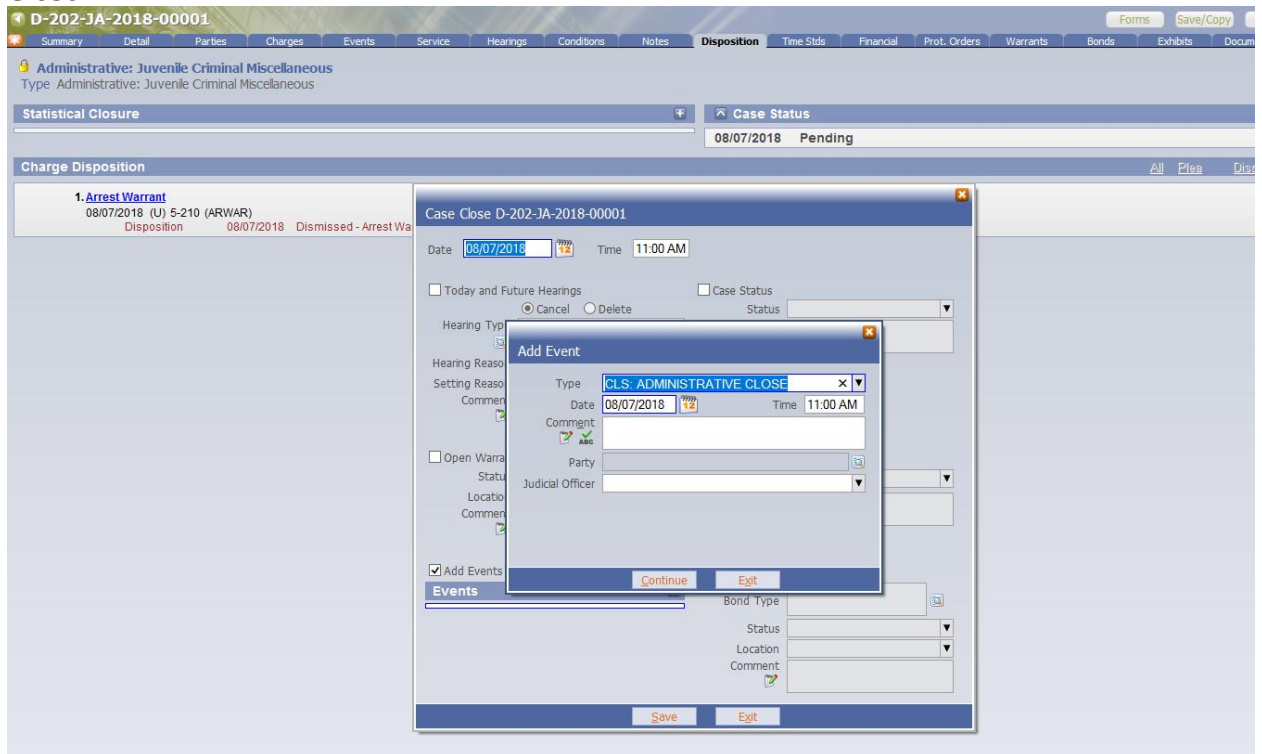 D-202-JA-2018-00001
Forms Save/Copy
Summary Detail Parties Charges Events Service Hearings Conditions Notes Disposition Time Stds Financial Prot. Orders Warrants Bonds Exhibits Docum
Administrative: Juvenile Criminal Miscellaneous
Type Administrative: Juvenile Criminal Miscellaneous
Statistical Closure
Case Status
08/07/2018 Pending
Charge Disposition
All Plea
1. Arrest Warrant
08/07/2018 (U) 5-210 (ARWAR)
Disposition 08/07/2018 Dismissed - Arrest Wa
Case Close D-202-JA-2018-00001
Date 08/07/2018 12 Time 11:00 AM
Today and Future Hearings
Case Status
Cancel Delete
Status
Hearing Typ
Add Event
Hearing Reaso
Setting Reaso
Type CLS: ADMINISTRATIVE CLOSE
Commen
Date 08/07/2018 12 Time 11:00 AM
Comment
ABC
Open Warra
Party
Statu
Judicial Officer
Locatio
Commen
Add Events
Continue Exit
Events
Bond Type
Status
Location
Comment
Save Exit